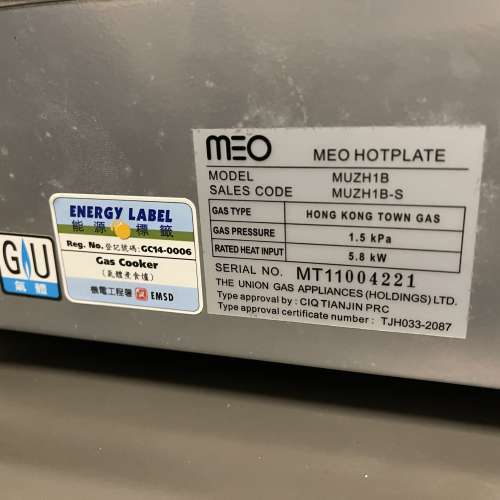 GU
氣體
ENERGY LABEL
能源標籤
Reg. No. 登記號碼: GC14-0006
Gas Cooker
(氣體煮食爐)
機電工程署 EMSD
MEO MEO HOTPLATE
MODEL MUZH1B
SALES CODE MUZH1B-S
GAS TYPE HONG KONG TOWN GAS
GAS PRESSURE 1.5 kPa
RATED HEAT INPUT 5.8 kW
SERIAL NO. MT11004221
THE UNION GAS APPLIANCES (HOLDINGS) LTD.
Type approval by : CIQ TIANJIN PRC
Type approval certificate number : TJH033-2087